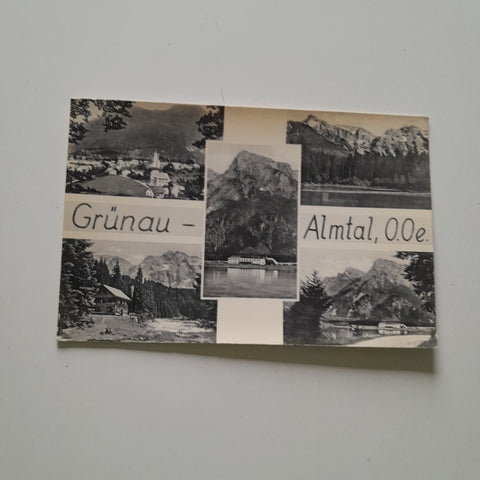 Grünau – Almtal, O.Oe.